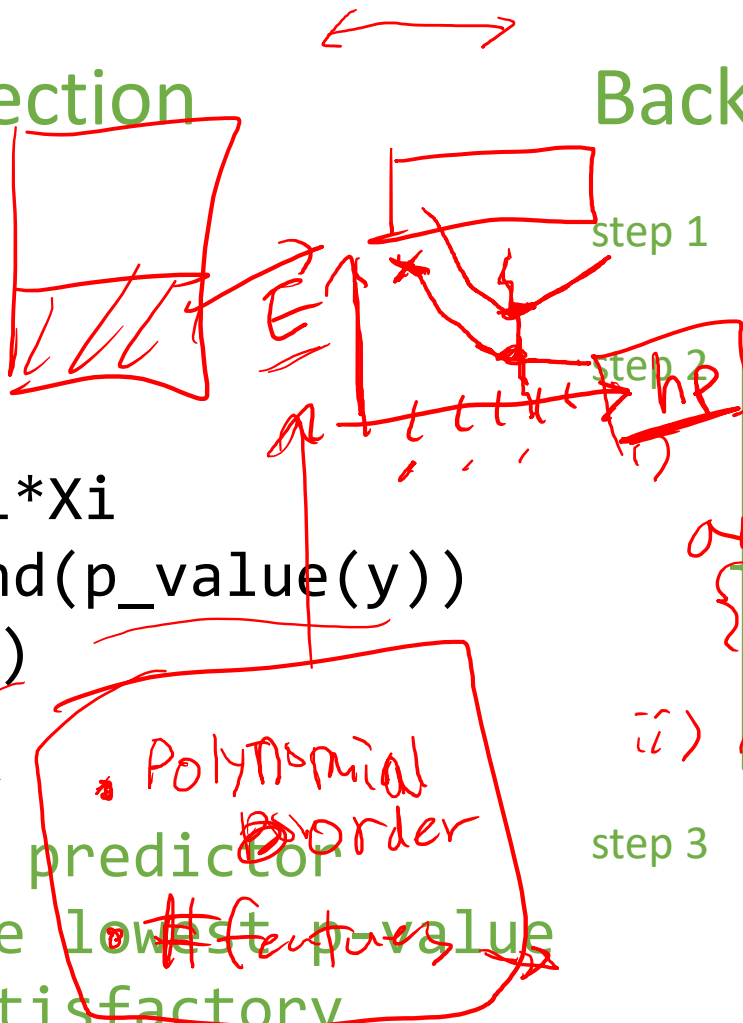 ection
Back
step 1
E
step 2
hp
i)
*Xi
nd(p_value(y))
)
ii)
• Polynomial
order
predictor
step 3
• #features
e lowest p-value
tisfactory